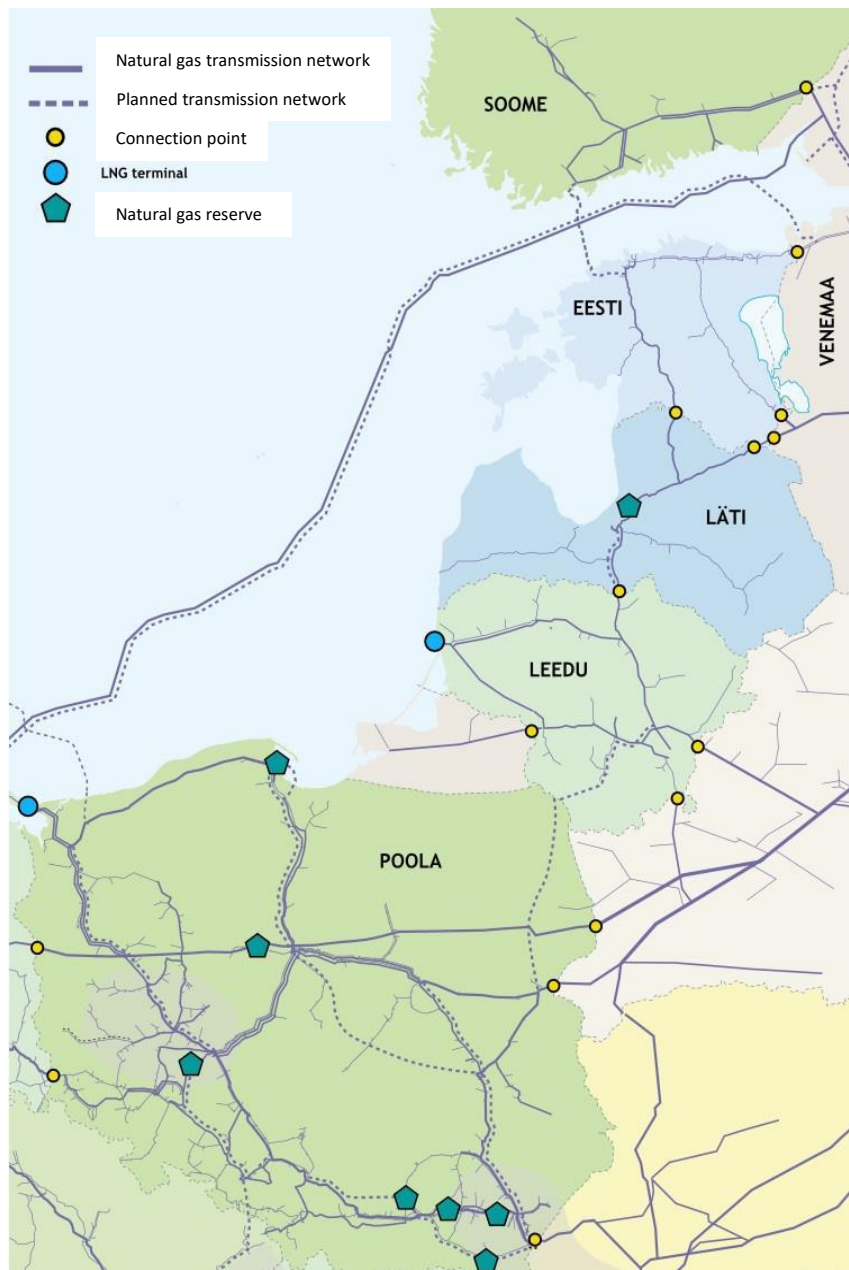 Natural gas transmission network
Planned transmission network
Connection point
LNG terminal
Natural gas reserve
SOOME
EESTI
VENEMAA
LÄTI
LEEDU
POOLA